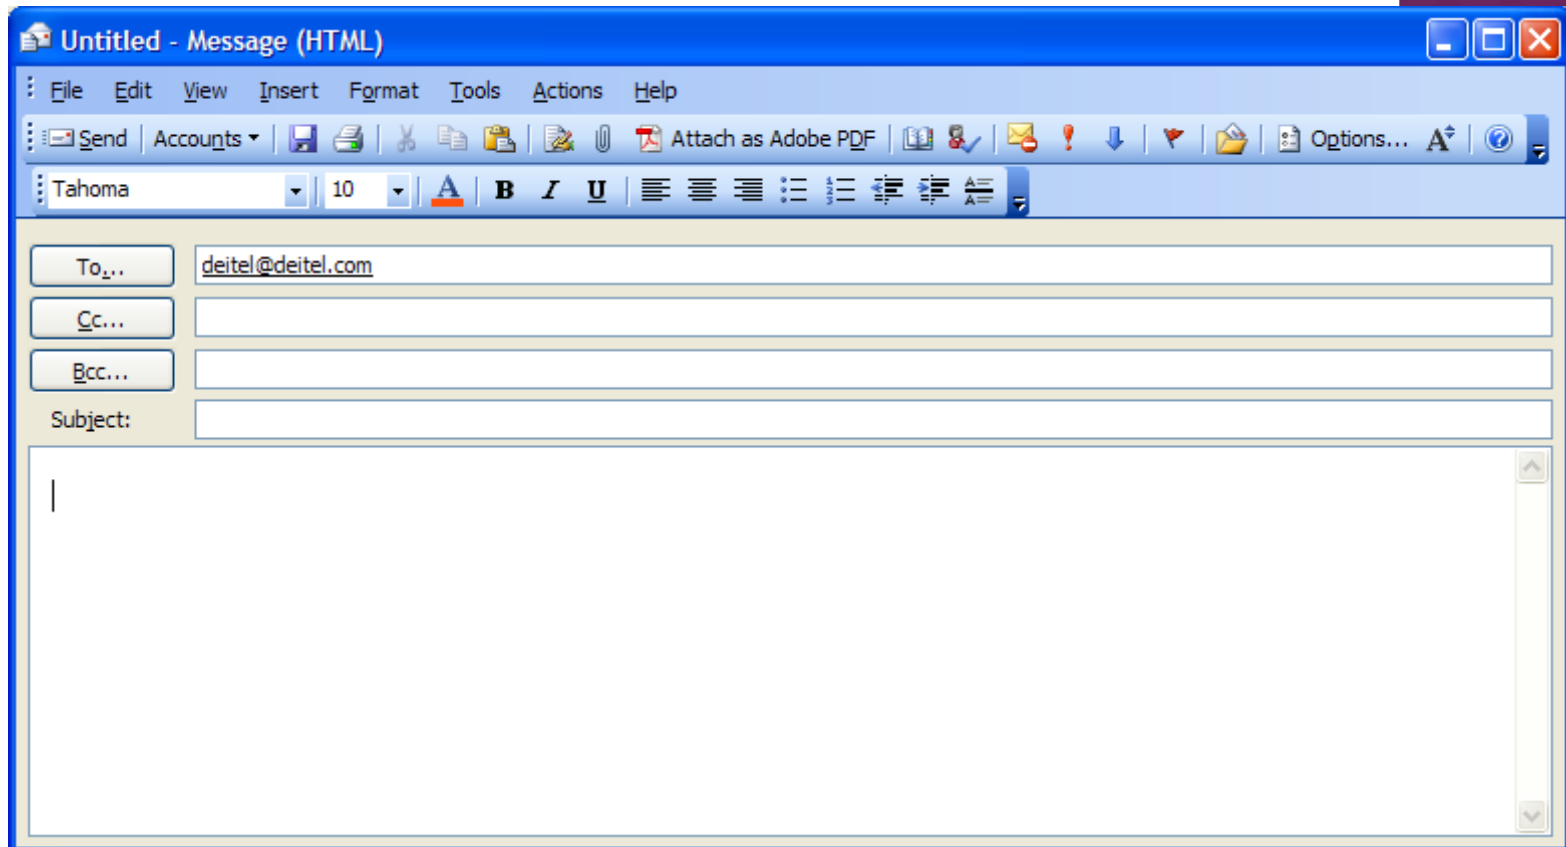 Untitled - Message (HTML)
File Edit View Insert Format Tools Actions Help
Send Accounts Attach as Adobe PDF Options...
Tahoma 10 A B I U
To... deitel@deitel.com
Cc...
Bcc...
Subject: